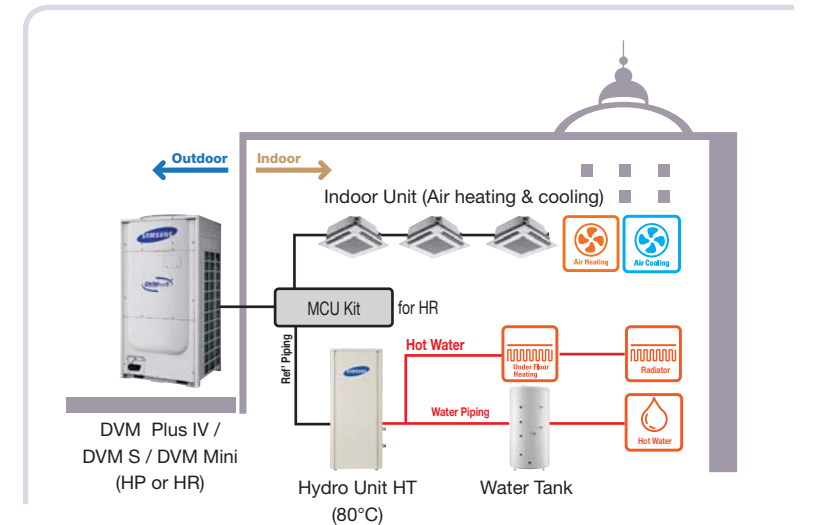 Outdoor
Indoor
Indoor Unit (Air heating & cooling)
SAMSUNG
Air Heating
Air Cooling
MCU Kit
for HR
Ref' Piping
Hot Water
Under Floor
Heating
Radiator
SAMSUNG
Water Piping
Hot Water
DVM Plus IV /
DVM S / DVM Mini
(HP or HR)
Hydro Unit HT
(80°C)
Water Tank